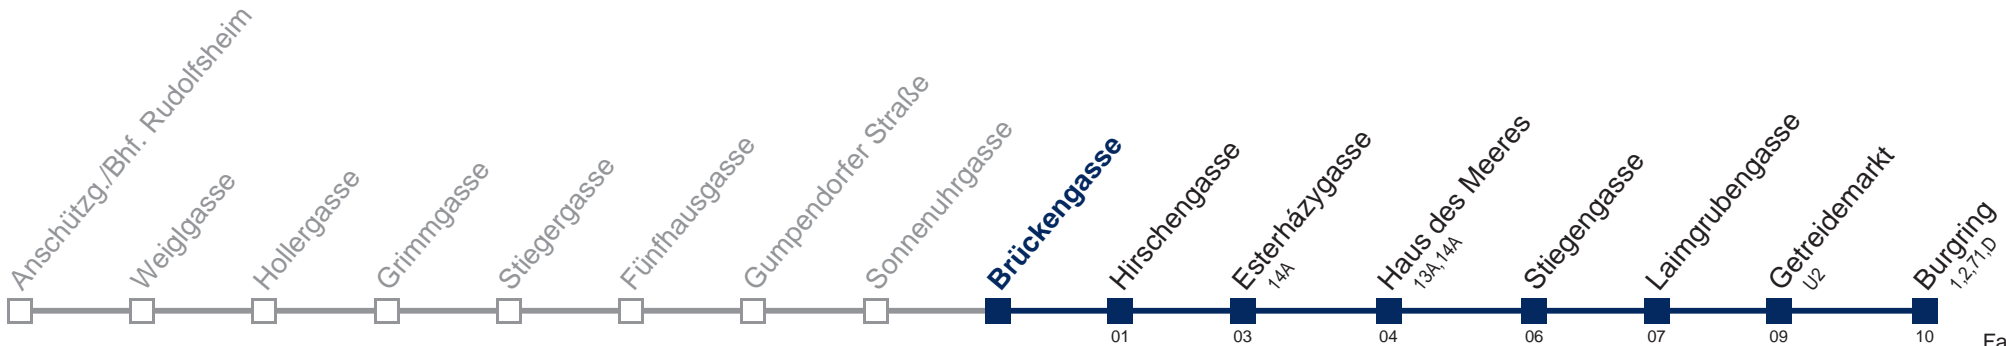 Anschützg./Bhf. Rudolfsheim
Weiglgasse
Hollergasse
Grimmgasse
Stiegergasse
Fünfhausgasse
Gumpendorfer Straße
Sonnenuhrgasse
Brückengasse
Hirschengasse
01
Esterházygasse
14A
03
Haus des Meeres
13A,14A
04
Stiegengasse
06
Laimgrubengasse
07
Getreidemarkt
U2
09
Burgring
1,2,71,D
10